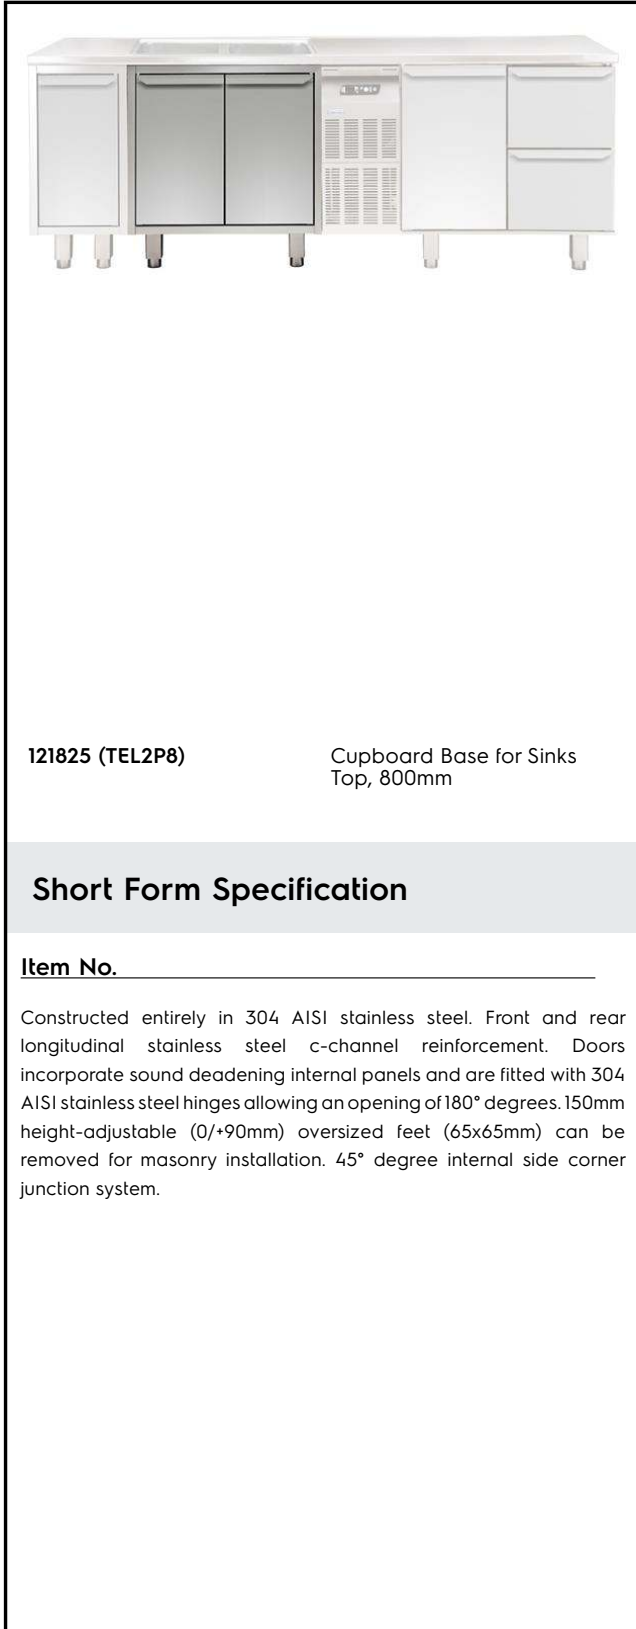 121825 (TEL2P8)
Cupboard Base for Sinks
Top, 800mm
Short Form Specification
Item No.
Constructed entirely in 304 AISI stainless steel. Front and rear
longitudinal stainless steel c-channel reinforcement. Doors
incorporate sound deadening internal panels and are fitted with 304
AISI stainless steel hinges allowing an opening of 180° degrees. 150mm
height-adjustable (0/+90mm) oversized feet (65x65mm) can be
removed for masonry installation. 45° degree internal side corner
junction system.